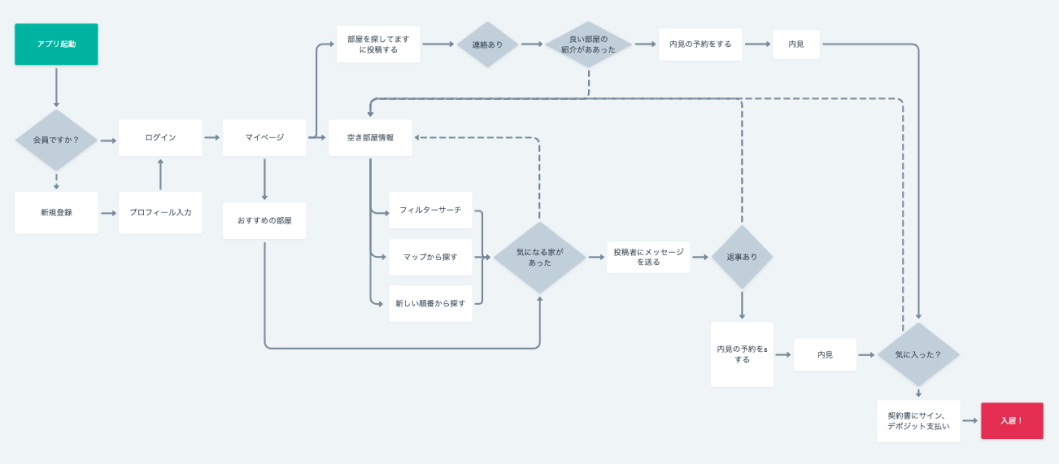 アプリ起動
部屋を探してます
に投稿する
連絡あり
良い部屋の
紹介がああった
内見の予約をする
内見
会員ですか？
ログイン
マイページ
空き部屋情報
新規登録
プロフィール入力
おすすめの部屋
フィルターサーチ
マップから探す
新しい順番から探す
気になる家が
あった
投稿者にメッセージ
を送る
返事あり
内見の予約をs
する
内見
気に入った？
契約書にサイン、
デポジット支払い
入居！